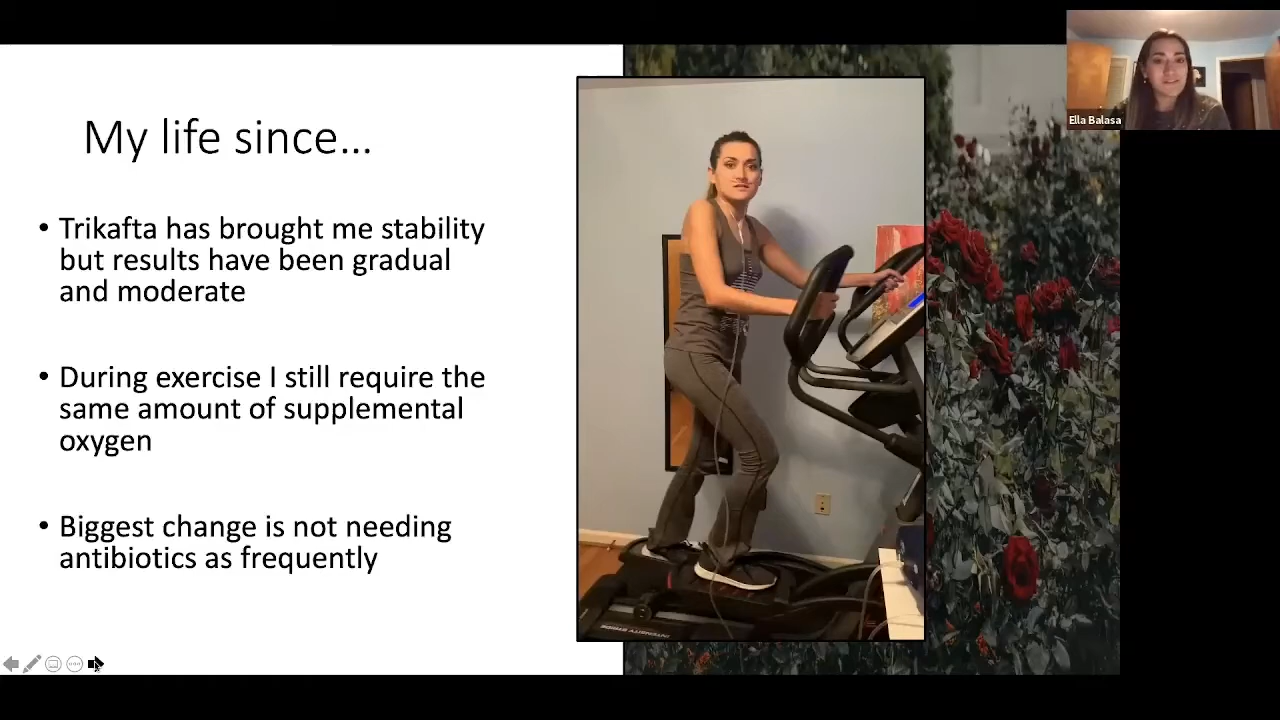 My life since...
• Trikafta has brought me stability
but results have been gradual
and moderate
• During exercise I still require the
same amount of supplemental
oxygen
• Biggest change is not needing
antibiotics as frequently
Ella Balasa